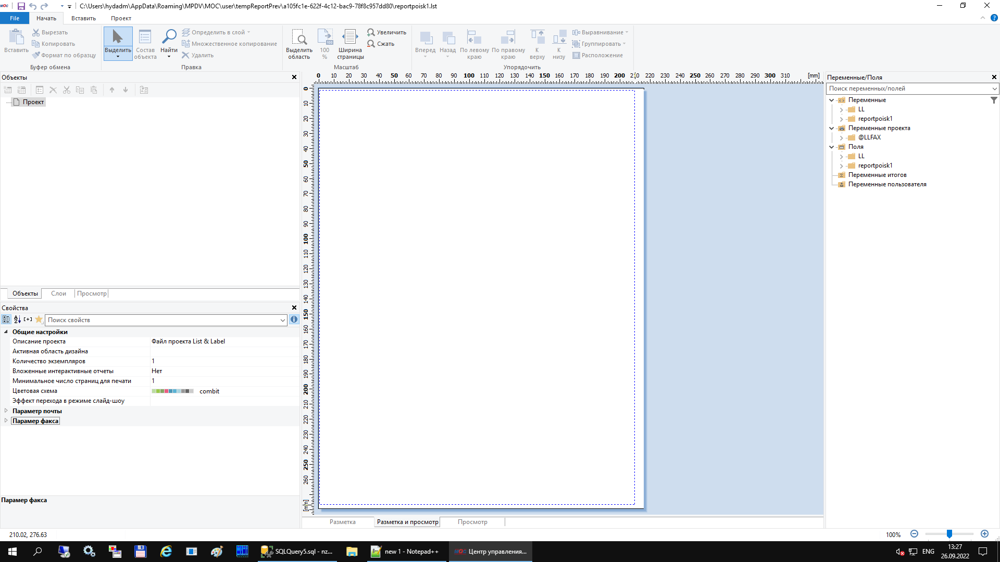 MOC C:\Users\hydadm\AppData\Roaming\MPDV\MOC\user\tempReportPrev\a105fc1e-622f-4c12-bac9-78f8c957dd80\reportpoisk1.lst
File Начать Вставить Проект
Вставить
Вырезать
Копировать
Формат по образцу
Буфер обмена
Выделить
Состав объекта
Найти
Определить в слой
Множественное копирование
Удалить
Правка
Выделить область
100 %
Ширина страницы
Увеличить
Сжать
Масштаб
Вперед
Назад
По левому краю
По правому краю
К верху
К низу
Выравнивание
Группировать
Расположение
Упорядочить
Объекты
Проект
Объекты Слои Просмотр
Свойства
Поиск свойств
Общие настройки
Описание проекта Файл проекта List & Label
Активная область дизайна
Количество экземпляров 1
Вложенные интерактивные отчеты Нет
Минимальное число страниц для печати 1
Цветовая схема combit
Эффект перехода в режиме слайд-шоу
Параметр почты
Парамер факса
Парамер факса
0 10 20 30 40 50 60 70 80 90 100 110 120 130 140 150 160 170 180 190 200 210 220 230 240 250 260 270 280 290 300 310 [mm]
0 10 20 30 40 50 60 70 80 90 100 110 120 130 140 150 160 170 180 190 200 210 220 230 240 250 260 [mm]
Разметка Разметка и просмотр Просмотр
Переменные/Поля
Поиск переменных/полей
Переменные
LL
reportpoisk1
Переменные проекта
@LLFAX
Поля
LL
reportpoisk1
Переменные итогов
Переменные пользователя
210.02, 276.63
100%
SQLQuery5.sql - nz...
new 1 - Notepad++
MOC Центр управления...
ENG
13:27
26.09.2022